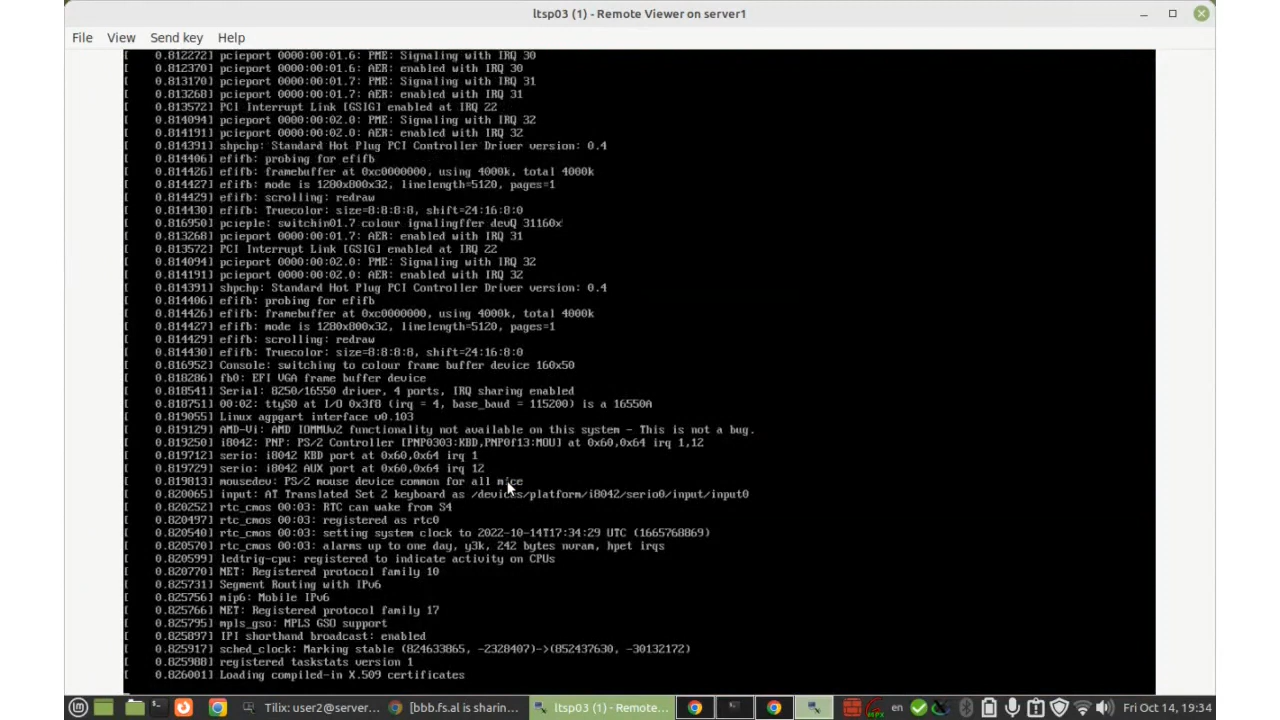 ltsp03 (1) - Remote Viewer on server1
File View Send key Help
[ 0.812272] pcieport 0000:00:01.6: PME: Signaling with IRQ 30
[ 0.812370] pcieport 0000:00:01.6: AER: enabled with IRQ 30
[ 0.813170] pcieport 0000:00:01.7: PME: Signaling with IRQ 31
[ 0.813268] pcieport 0000:00:01.7: AER: enabled with IRQ 31
[ 0.813572] PCI Interrupt Link [GSIG] enabled at IRQ 22
[ 0.814094] pcieport 0000:00:02.0: PME: Signaling with IRQ 32
[ 0.814191] pcieport 0000:00:02.0: AER: enabled with IRQ 32
[ 0.814391] shpchp: Standard Hot Plug PCI Controller Driver version: 0.4
[ 0.814406] efifb: probing for efifb
[ 0.814426] efifb: framebuffer at 0xc0000000, using 4000k, total 4000k
[ 0.814427] efifb: mode is 1280x800x32, linelength=5120, pages=1
[ 0.814429] efifb: scrolling: redraw
[ 0.814430] efifb: Truecolor: size=8:8:8:8, shift=24:16:8:0
[ 0.816950] pcieple: switchin01.7 colour ignalingffer devQ 31160x
[ 0.813268] pcieport 0000:00:01.7: AER: enabled with IRQ 31
[ 0.813572] PCI Interrupt Link [GSIG] enabled at IRQ 22
[ 0.814094] pcieport 0000:00:02.0: PME: Signaling with IRQ 32
[ 0.814191] pcieport 0000:00:02.0: AER: enabled with IRQ 32
[ 0.814391] shpchp: Standard Hot Plug PCI Controller Driver version: 0.4
[ 0.814406] efifb: probing for efifb
[ 0.814426] efifb: framebuffer at 0xc0000000, using 4000k, total 4000k
[ 0.814427] efifb: mode is 1280x800x32, linelength=5120, pages=1
[ 0.814429] efifb: scrolling: redraw
[ 0.814430] efifb: Truecolor: size=8:8:8:8, shift=24:16:8:0
[ 0.816952] Console: switching to colour frame buffer device 160x50
[ 0.818286] fb0: EFI VGA frame buffer device
[ 0.818541] Serial: 8250/16550 driver, 4 ports, IRQ sharing enabled
[ 0.818751] 00:02: ttyS0 at I/O 0x3f8 (irq = 4, base_baud = 115200) is a 16550A
[ 0.819055] Linux agpgart interface v0.103
[ 0.819129] AMD-Vi: AMD IOMMUv2 functionality not available on this system - This is not a bug.
[ 0.819250] i8042: PNP: PS/2 Controller [PNP0303:KBD,PNP0f13:MOU] at 0x60,0x64 irq 1,12
[ 0.819712] serio: i8042 KBD port at 0x60,0x64 irq 1
[ 0.819729] serio: i8042 AUX port at 0x60,0x64 irq 12
[ 0.819813] mousedev: PS/2 mouse device common for all mice
[ 0.820065] input: AT Translated Set 2 keyboard as /devices/platform/i8042/serio0/input/input0
[ 0.820252] rtc_cmos 00:03: RTC can wake from S4
[ 0.820497] rtc_cmos 00:03: registered as rtc0
[ 0.820540] rtc_cmos 00:03: setting system clock to 2022-10-14T17:34:29 UTC (1665768869)
[ 0.820570] rtc_cmos 00:03: alarms up to one day, y3k, 242 bytes nvram, hpet irqs
[ 0.820599] ledtrig-cpu: registered to indicate activity on CPUs
[ 0.820770] NET: Registered protocol family 10
[ 0.825731] Segment Routing with IPv6
[ 0.825756] mip6: Mobile IPv6
[ 0.825766] NET: Registered protocol family 17
[ 0.825795] mpls_gso: MPLS GSO support
[ 0.825897] IPI shorthand broadcast: enabled
[ 0.825917] sched_clock: Marking stable (824633865, -2328407)->(852437630, -30132172)
[ 0.825988] registered taskstats version 1
[ 0.826001] Loading compiled-in X.509 certificates
Tilix: user2@server... [bbb.fs.al is sharin... ltsp03 (1) - Remote... en Fri Oct 14, 19:34